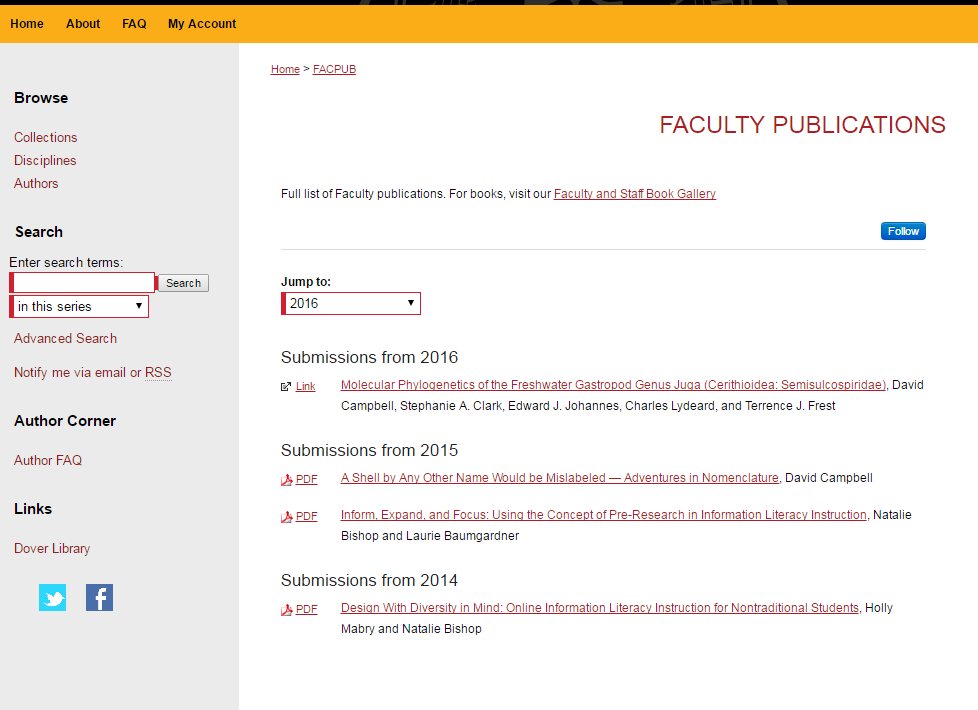 Home About FAQ My Account
Home > FACPUB
Browse
Collections
Disciplines
Authors
Search
Enter search terms:
Search
in this series
Advanced Search
Notify me via email or RSS
Author Corner
Author FAQ
Links
Dover Library
FACULTY PUBLICATIONS
Full list of Faculty publications. For books, visit our Faculty and Staff Book Gallery
Follow
Jump to:
2016
Submissions from 2016
Link Molecular Phylogenetics of the Freshwater Gastropod Genus Juga (Cerithioidea: Semisulcospiridae), David
Campbell, Stephanie A. Clark, Edward J. Johannes, Charles Lydeard, and Terrence J. Frest
Submissions from 2015
PDF A Shell by Any Other Name Would be Mislabeled — Adventures in Nomenclature, David Campbell
PDF Inform, Expand, and Focus: Using the Concept of Pre-Research in Information Literacy Instruction, Natalie
Bishop and Laurie Baumgardner
Submissions from 2014
PDF Design With Diversity in Mind: Online Information Literacy Instruction for Nontraditional Students, Holly
Mabry and Natalie Bishop